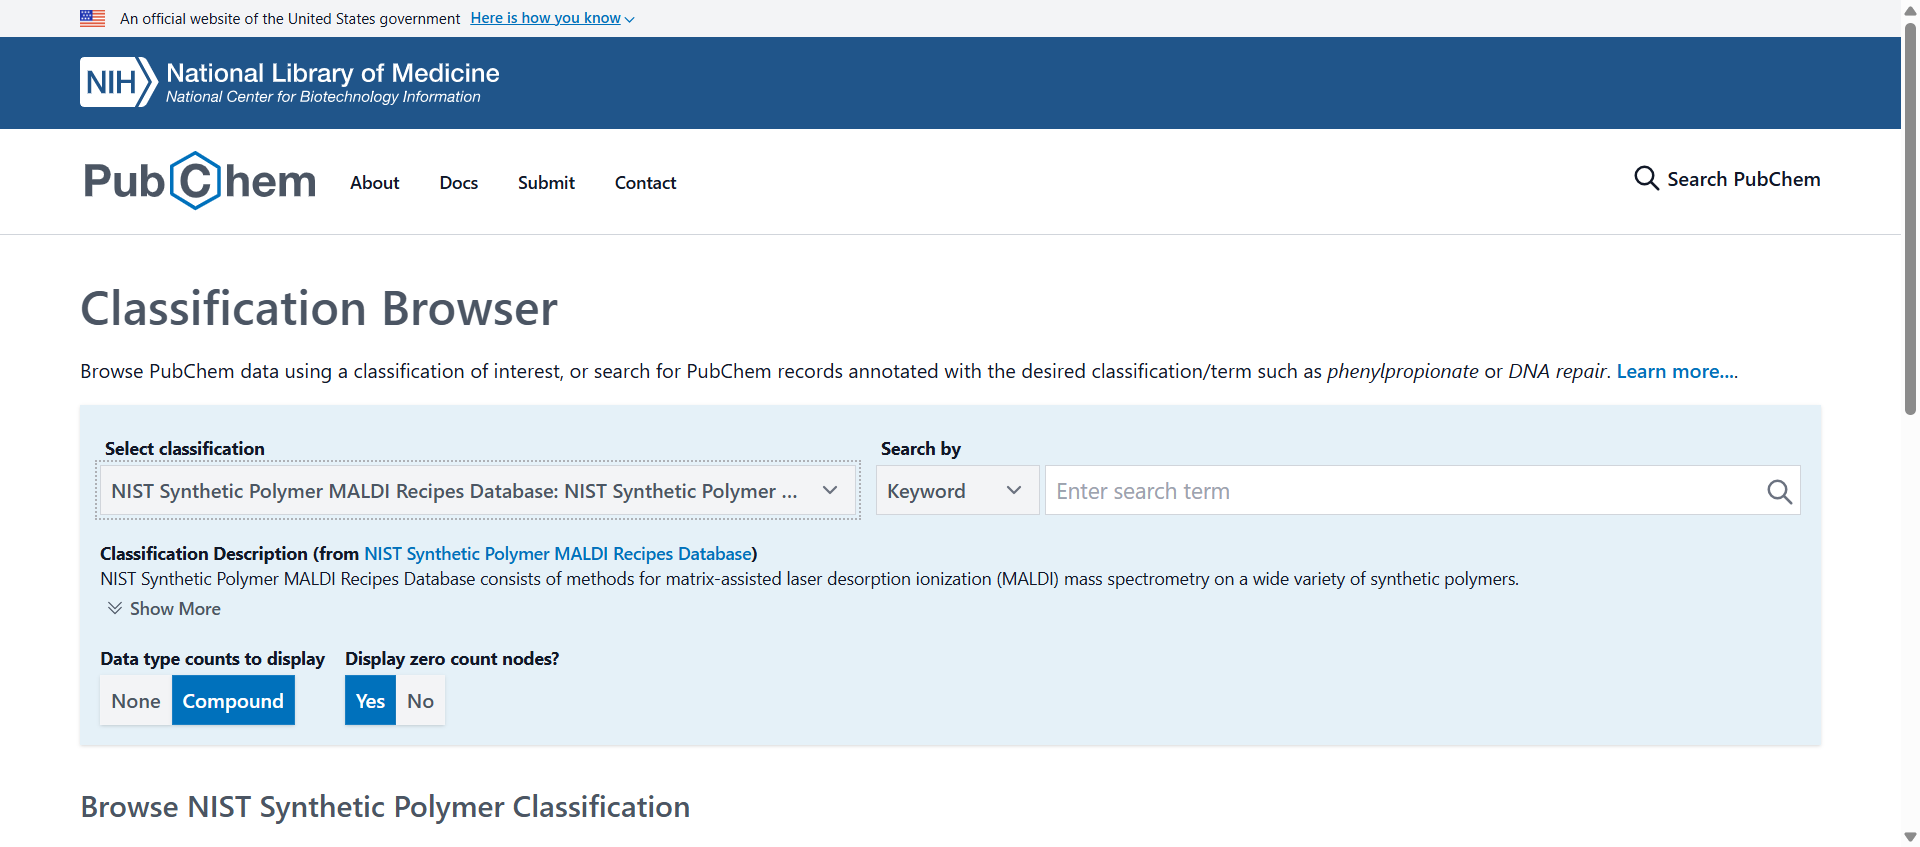 An official website of the United States government Here is how you know
NIH National Library of Medicine
National Center for Biotechnology Information
PubChem About Docs Submit Contact Search PubChem
Classification Browser
Browse PubChem data using a classification of interest, or search for PubChem records annotated with the desired classification/term such as phenylpropionate or DNA repair. Learn more....
Select classification Search by
NIST Synthetic Polymer MALDI Recipes Database: NIST Synthetic Polymer ... Keyword Enter search term
Classification Description (from NIST Synthetic Polymer MALDI Recipes Database)
NIST Synthetic Polymer MALDI Recipes Database consists of methods for matrix-assisted laser desorption ionization (MALDI) mass spectrometry on a wide variety of synthetic polymers.
Show More
Data type counts to display Display zero count nodes?
None Compound Yes No
Browse NIST Synthetic Polymer Classification